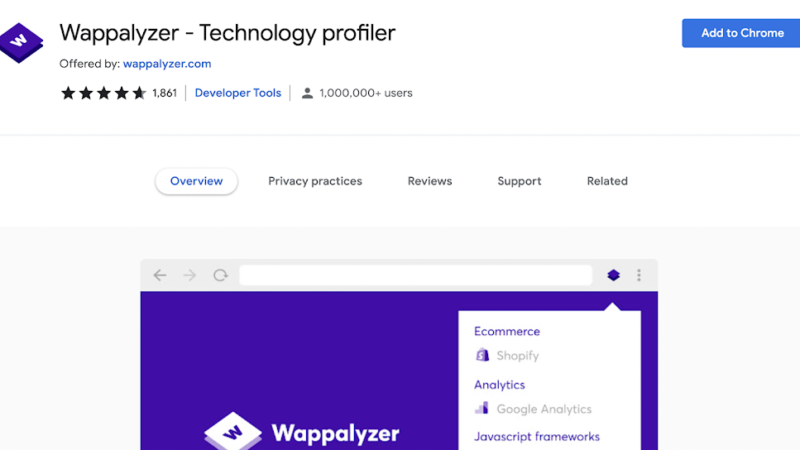 W
Wappalyzer - Technology profiler
Add to Chrome
Offered by: wappalyzer.com
1,861
Developer Tools
1,000,000+ users
Overview
Privacy practices
Reviews
Support
Related
Ecommerce
Shopify
Analytics
Google Analytics
Javascript frameworks
W Wappalyzer